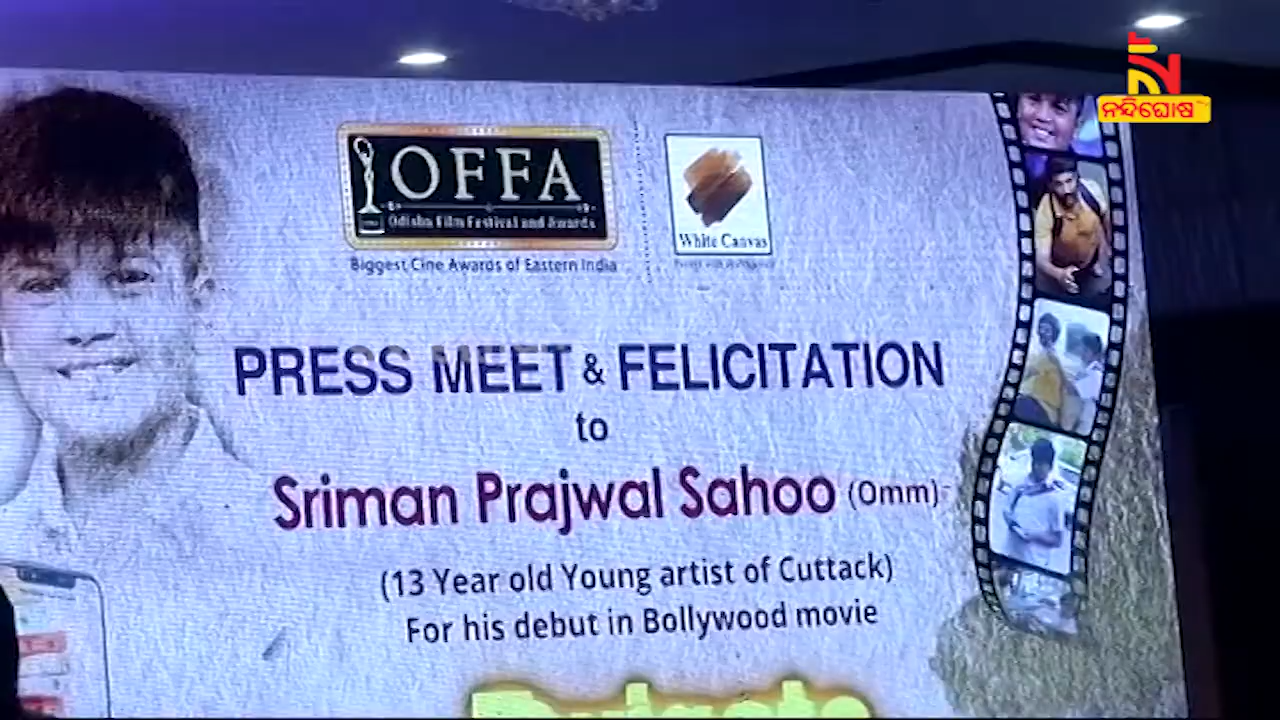 ନନ୍ଦିଘୋଷ
OFFA
Odisha Film Festival and Awards
White Canvas
Biggest Cine Awards of Eastern India
PRESS MEET & FELICITATION
to
Sriman Prajwal Sahoo (Omm)
(13 Year old Young artist of Cuttack)
For his debut in Bollywood movie